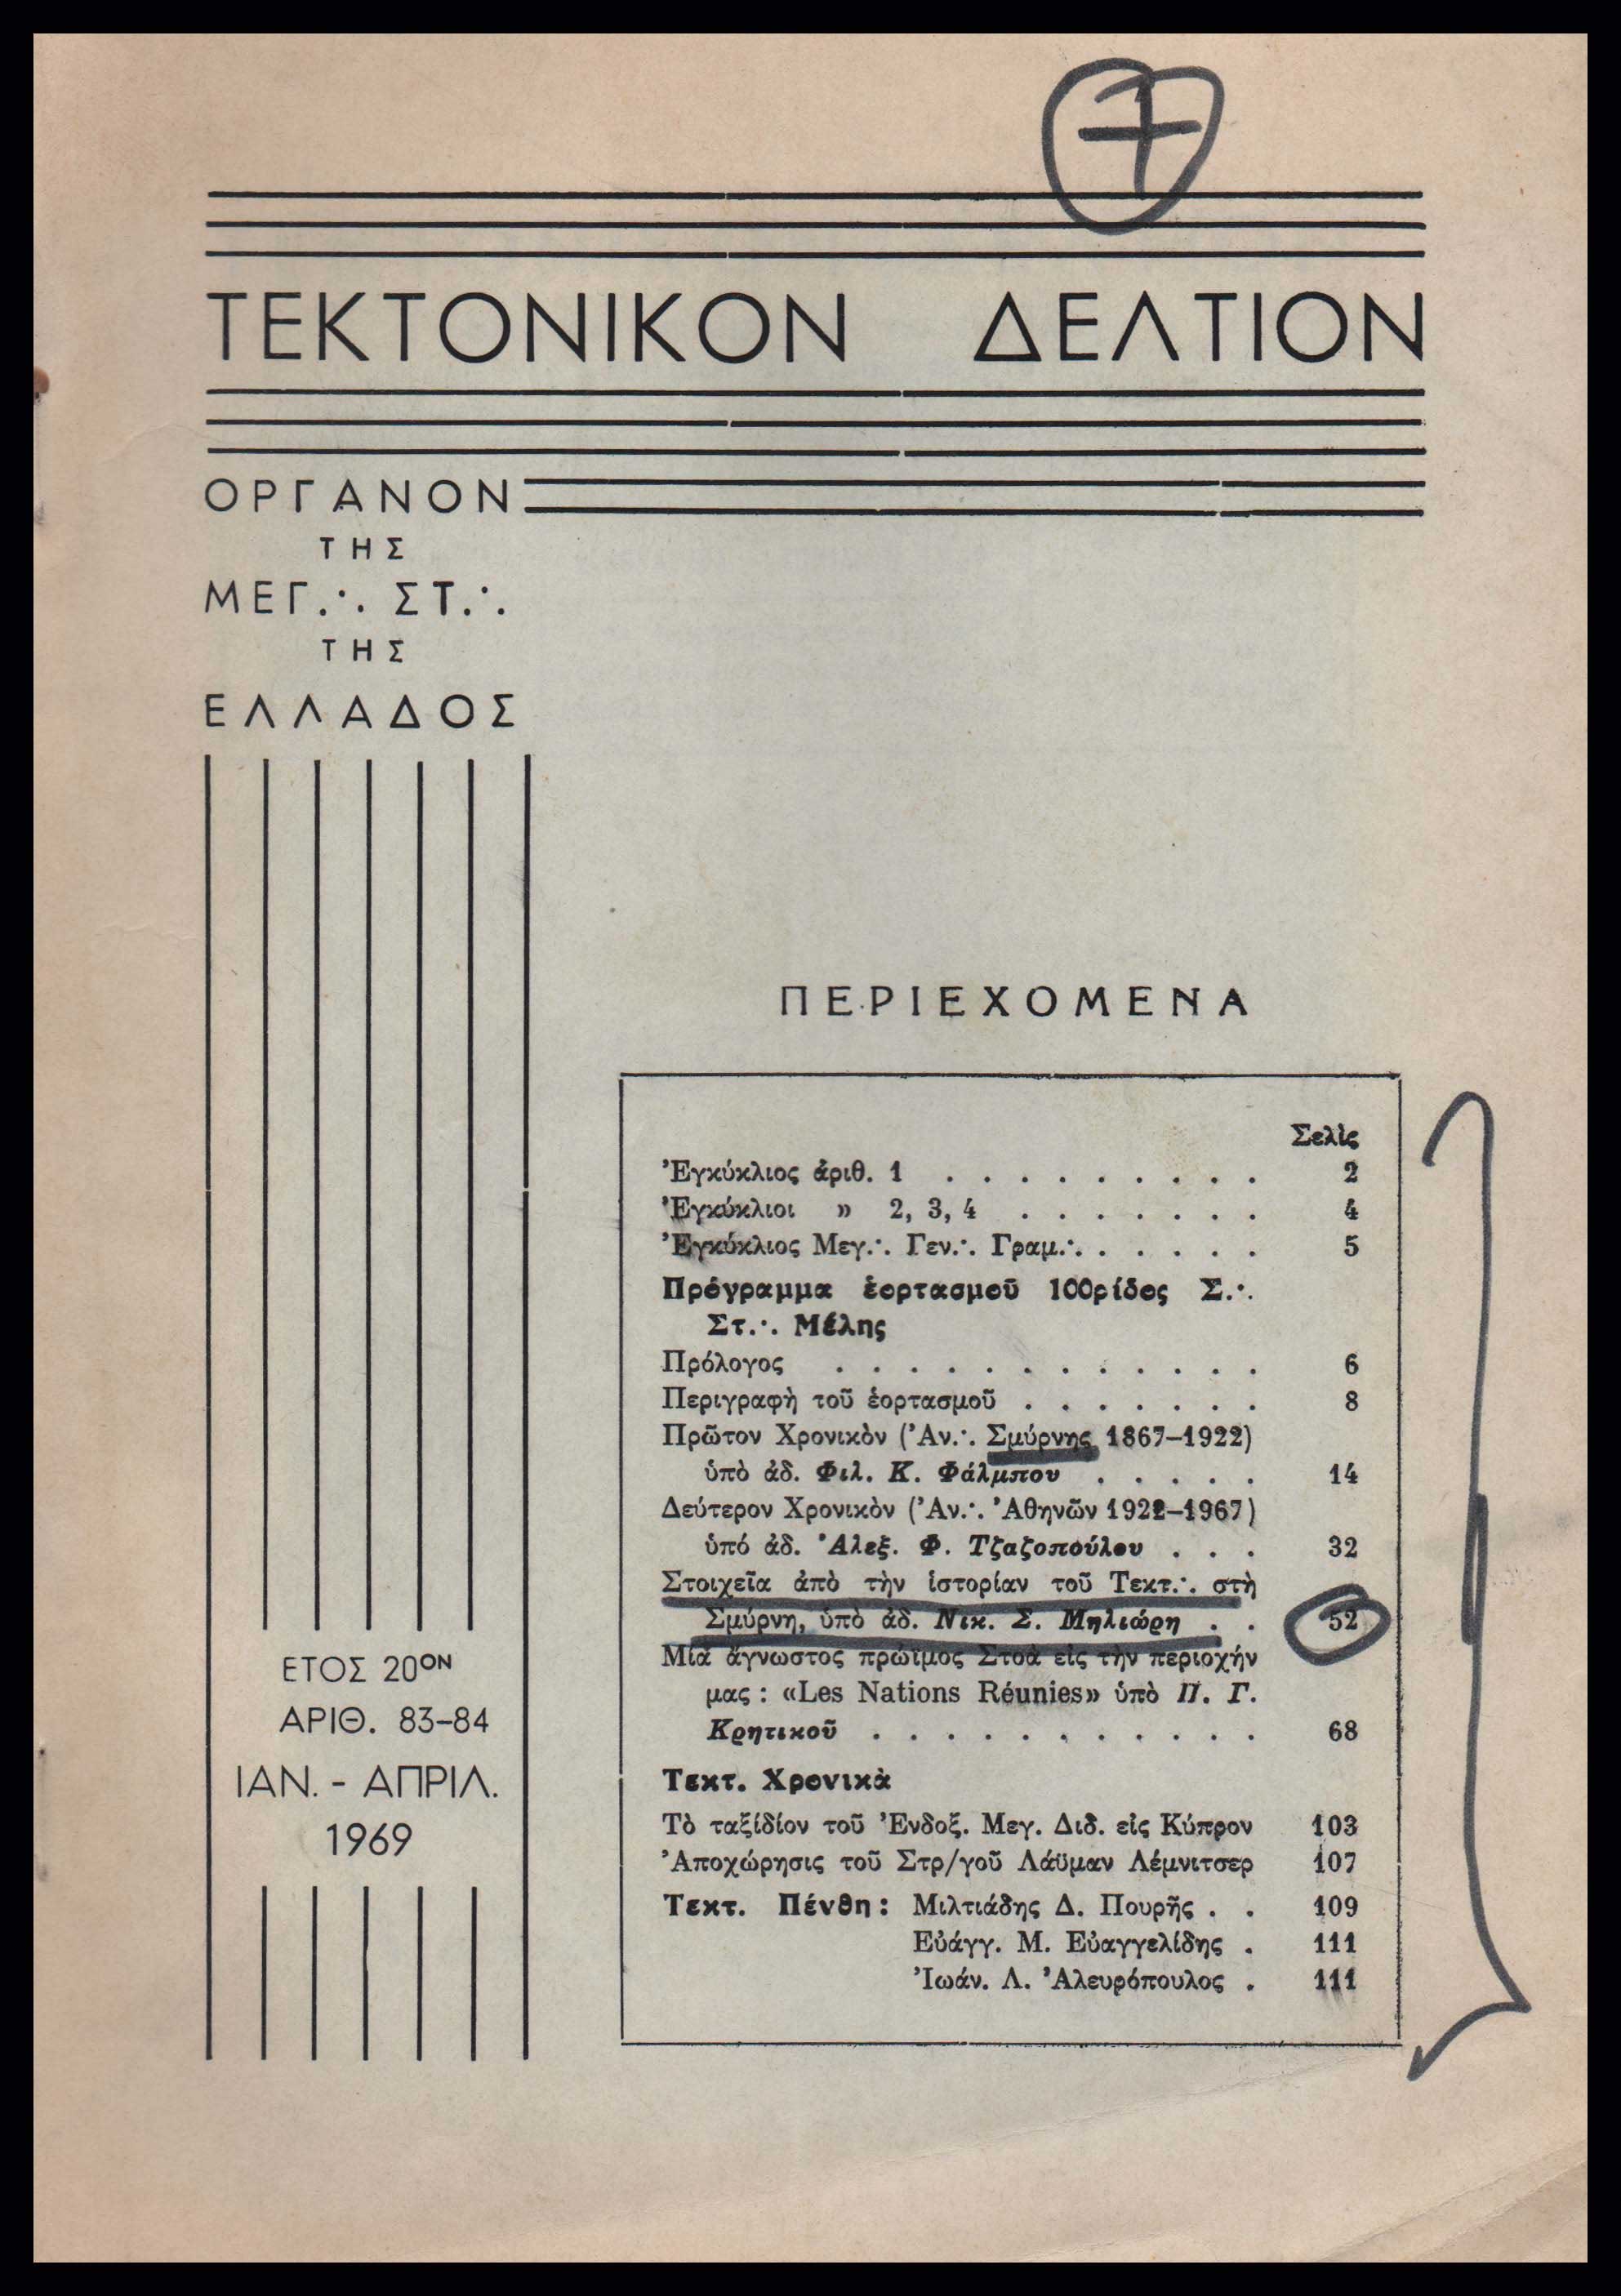 7
ΤΕΚΤΟΝΙΚΟΝ ΔΕΛΤΙΟΝ
ΟΡΓΑΝΟΝ
ΤΗΣ
ΜΕΓ.·. ΣΤ.·.
ΤΗΣ
ΕΛΛΑΔΟΣ
ΠΕΡΙΕΧΟΜΕΝΑ
Σελὶς
Ἐγκύκλιος ἀριθ. 1 . . . . . . . . . 2
Ἐγκύκλιοι » 2, 3, 4 . . . . . . . 4
Ἐγκύκλιος Μεγ.·. Γεν.·. Γραμ.·. . . . . . 5
Πρόγραμμα ἑορτασμοῦ 100ρίδος Σ.·.
Στ.·. Μέλης
Πρόλογος . . . . . . . . . . . . 6
Περιγραφὴ τοῦ ἑορτασμοῦ . . . . . . . 8
Πρῶτον Χρονικὸν (Ἀν.·. Σμύρνης 1867–1922)
ὑπὸ ἀδ. Φιλ. Κ. Φάλμπου . . . . . 14
Δεύτερον Χρονικὸν (Ἀν.·. Ἀθηνῶν 1922–1967)
ὑπό ἀδ. Ἀλεξ. Φ. Τζαζοπούλου . . . 32
Στοιχεῖα ἀπὸ τὴν ἱστορίαν τοῦ Τεκτ.·. στὴ
Σμύρνη, ὑπὸ ἀδ. Νικ. Σ. Μηλιώρη . . 52
Μία ἄγνωστος πρώϊμος Στοὰ εἰς τὴν περιοχήν
μας : «Les Nations Réunies» ὑπὸ Π. Γ.
Κρητικοῦ . . . . . . . . . . . 68
Τεκτ. Χρονικὰ
Τὸ ταξίδίον τοῦ Ἐνδοξ. Μεγ. Διδ. εἰς Κύπρον 103
Ἀποχώρησις τοῦ Στρ/γοῦ Λάϋμαν Λέμνιτσερ 107
Τεκτ. Πένθη : Μιλτιάδης Δ. Πουρῆς . . 109
Εὐάγγ. Μ. Εὐαγγελίδης . 111
Ἰωάν. Λ. Ἀλευρόπουλος . 111
ΕΤΟΣ 20ΟΝ
ΑΡΙΘ. 83–84
ΙΑΝ. - ΑΠΡΙΛ.
1969